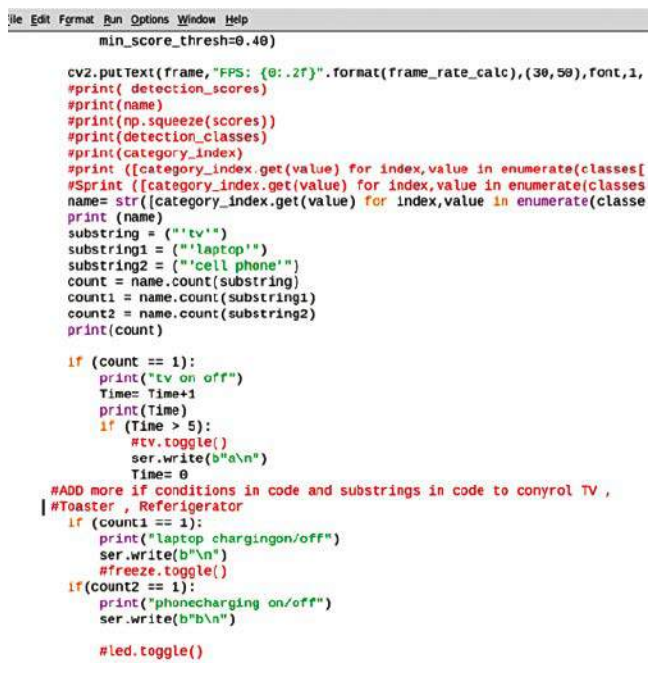 ile Edit Format Run Options Window Help
min_score_thresh=0.40)
cv2.putText(frame,"FPS: {0:.2f}".format(frame_rate_calc),(30,50),font,1,
#print( detection_scores)
#print(name)
#print(np.squeeze(scores))
#print(detection_classes)
#print(category_index)
#print ([category_index.get(value) for index,value in enumerate(classes[
#Sprint ([category_index.get(value) for index,value in enumerate(classes
name= str([category_index.get(value) for index,value in enumerate(classe
print (name)
substring = ("'tv'")
substring1 = ("'laptop'")
substring2 = ("'cell phone'")
count = name.count(substring)
count1 = name.count(substring1)
count2 = name.count(substring2)
print(count)
if (count == 1):
print("tv on off")
Time= Time+1
print(Time)
if (Time > 5):
#tv.toggle()
ser.write(b"a\n")
Time= 0
#ADD more if conditions in code and substrings in code to conyrol TV ,
#Toaster , Referigerator
if (count1 == 1):
print("laptop chargingon/off")
ser.write(b"\n")
#freeze.toggle()
if(count2 == 1):
print("phonecharging on/off")
ser.write(b"b\n")
#led.toggle()